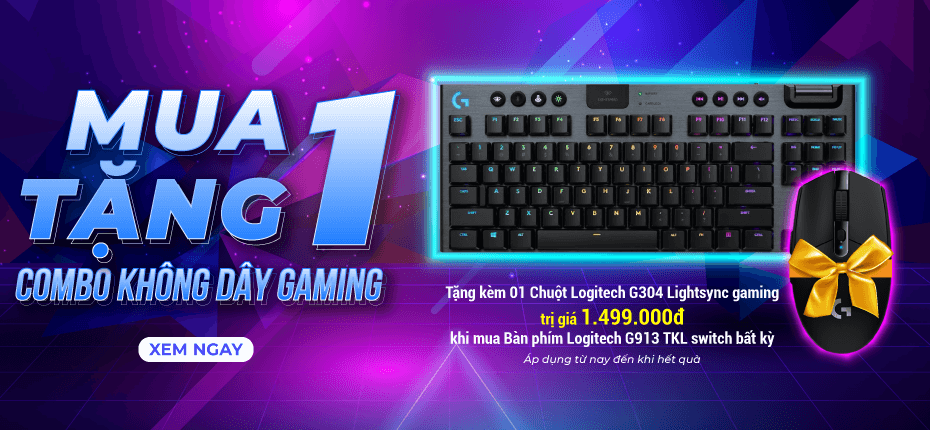 MUA 1
TẶNG
COMBO KHÔNG DÂY GAMING
XEM NGAY
Tặng kèm 01 Chuột Logitech G304 Lightsync gaming
trị giá 1.499.000đ
khi mua Bàn phím Logitech G913 TKL switch bất kỳ
Áp dụng từ nay đến khi hết quà